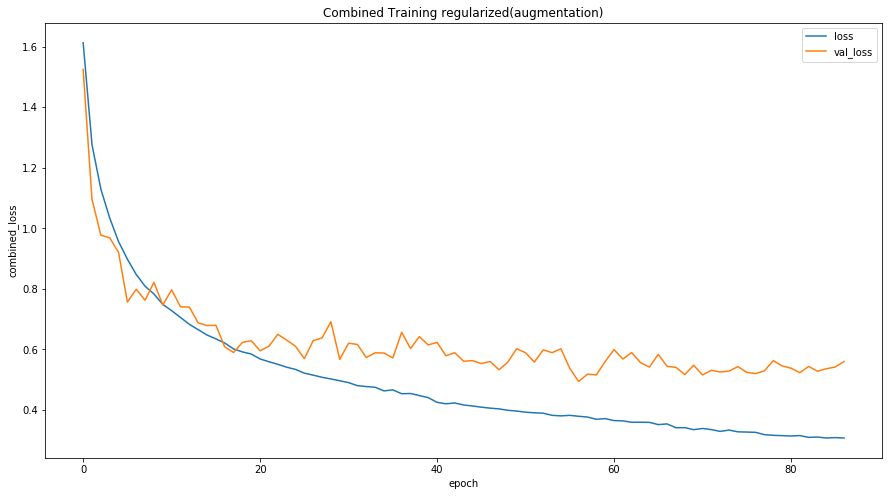 Combined Training regularized(augmentation)
loss
val_loss
combined_loss
1.6
1.4
1.2
1.0
0.8
0.6
0.4
0
20
40
60
80
epoch